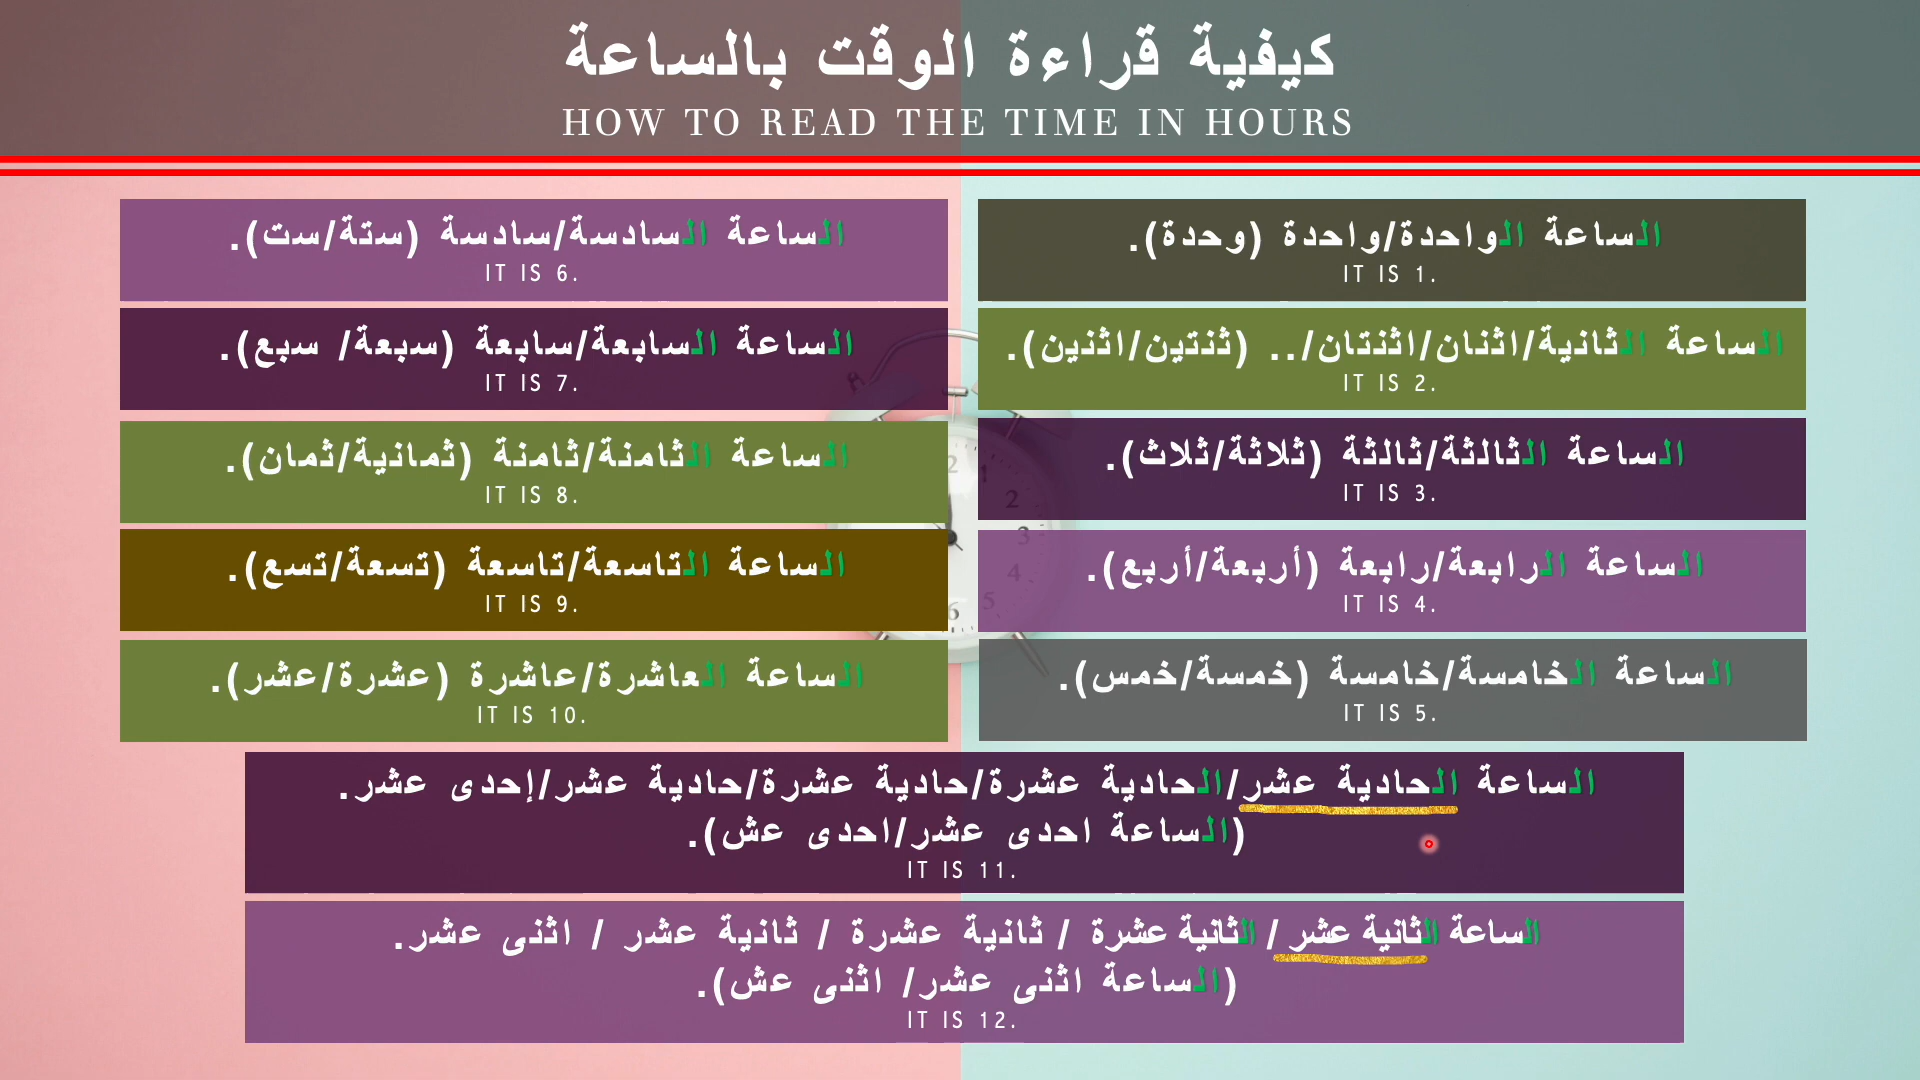 كيفية قراءة الوقت بالساعة
HOW TO READ THE TIME IN HOURS
الساعة الواحدة/واحدة (وحدة).
IT IS 1.
الساعة الثانية/اثنان/اثنتان/.. (ثنتين/اثنين).
IT IS 2.
الساعة الثالثة/ثالثة (ثلاثة/ثلاث).
IT IS 3.
الساعة الرابعة/رابعة (أربعة/أربع).
IT IS 4.
الساعة الخامسة/خامسة (خمسة/خمس).
IT IS 5.
الساعة السادسة/سادسة (ستة/ست).
IT IS 6.
الساعة السابعة/سابعة (سبعة/ سبع).
IT IS 7.
الساعة الثامنة/ثامنة (ثمانية/ثمان).
IT IS 8.
الساعة التاسعة/تاسعة (تسعة/تسع).
IT IS 9.
الساعة العاشرة/عاشرة (عشرة/عشر).
IT IS 10.
الساعة الحادية عشر/الحادية عشرة/حادية عشرة/حادية عشر/إحدى عشر.
(الساعة احدى عشر/احدى عش).
IT IS 11.
الساعة الثانية عشر/ الثانية عشرة / ثانية عشرة / ثانية عشر / اثنى عشر.
(الساعة اثنى عشر/ اثنى عش).
IT IS 12.